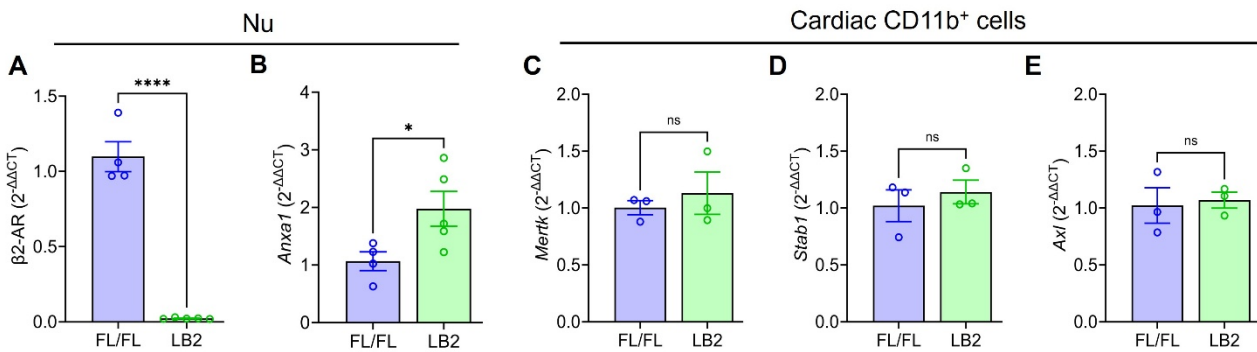 Nu
Cardiac CD11b⁺ cells
A
****
β2-AR (2^-ΔΔCT)
1.5
1.0
0.5
0.0
FL/FL LB2
B
*
Anxa1 (2^-ΔΔCT)
4
3
2
1
0
FL/FL LB2
C
ns
Mertk (2^-ΔΔCT)
2.0
1.5
1.0
0.5
0.0
FL/FL LB2
D
ns
Stab1 (2^-ΔΔCT)
2.0
1.5
1.0
0.5
0.0
FL/FL LB2
E
ns
Axl (2^-ΔΔCT)
2.0
1.5
1.0
0.5
0.0
FL/FL LB2